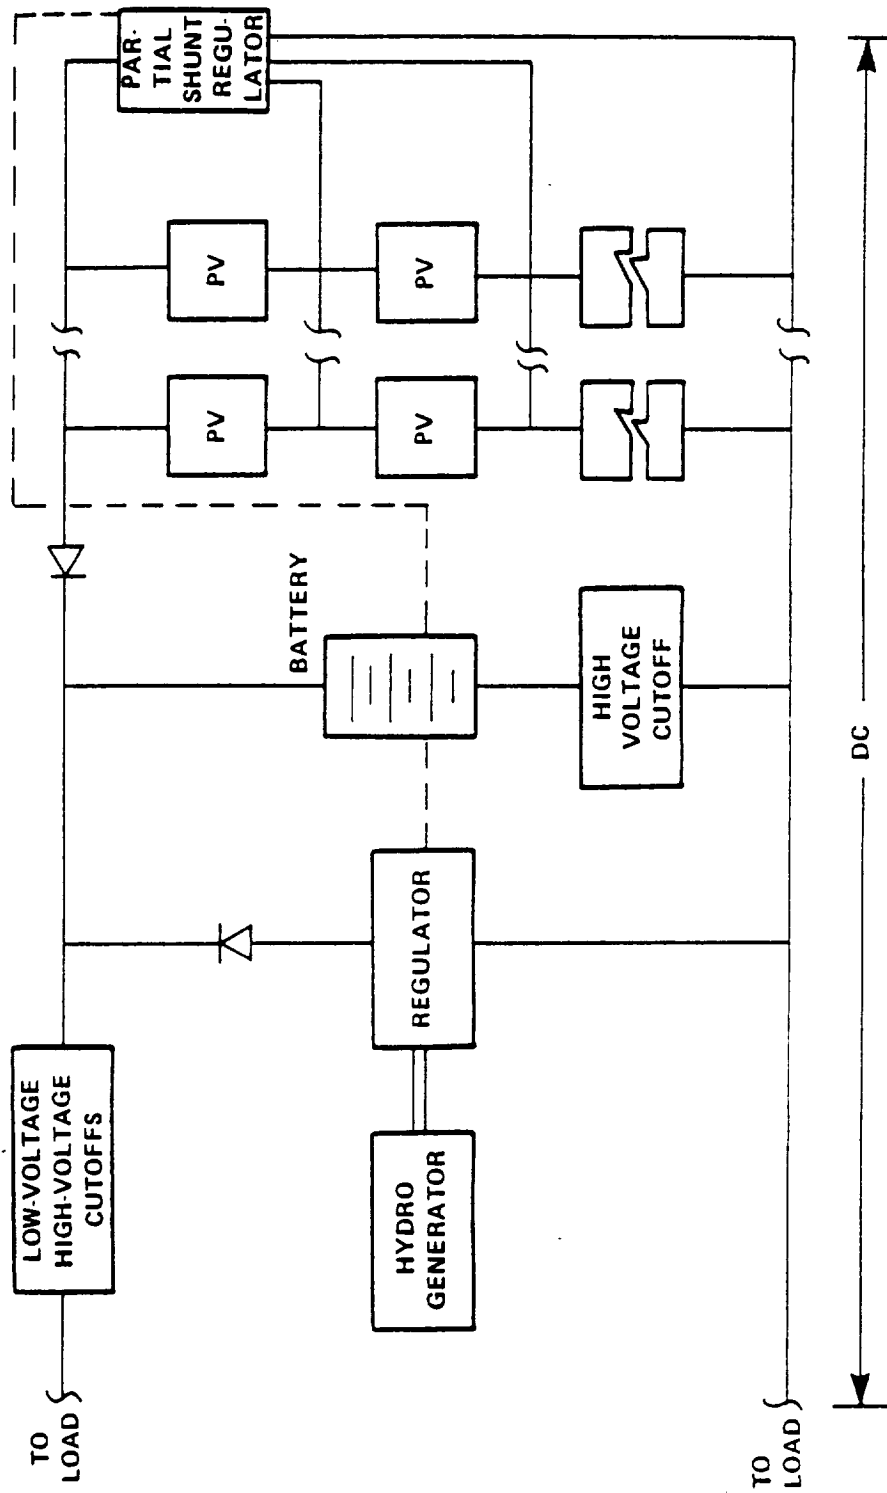 TO
LOAD
LOW-VOLTAGE
HIGH-VOLTAGE
CUTOFFS
HYDRO
GENERATOR
REGULATOR
BATTERY
HIGH
VOLTAGE
CUTOFF
PV
PV
PV
PV
PAR-
TIAL
SHUNT
REGU-
LATOR
TO
LOAD
DC